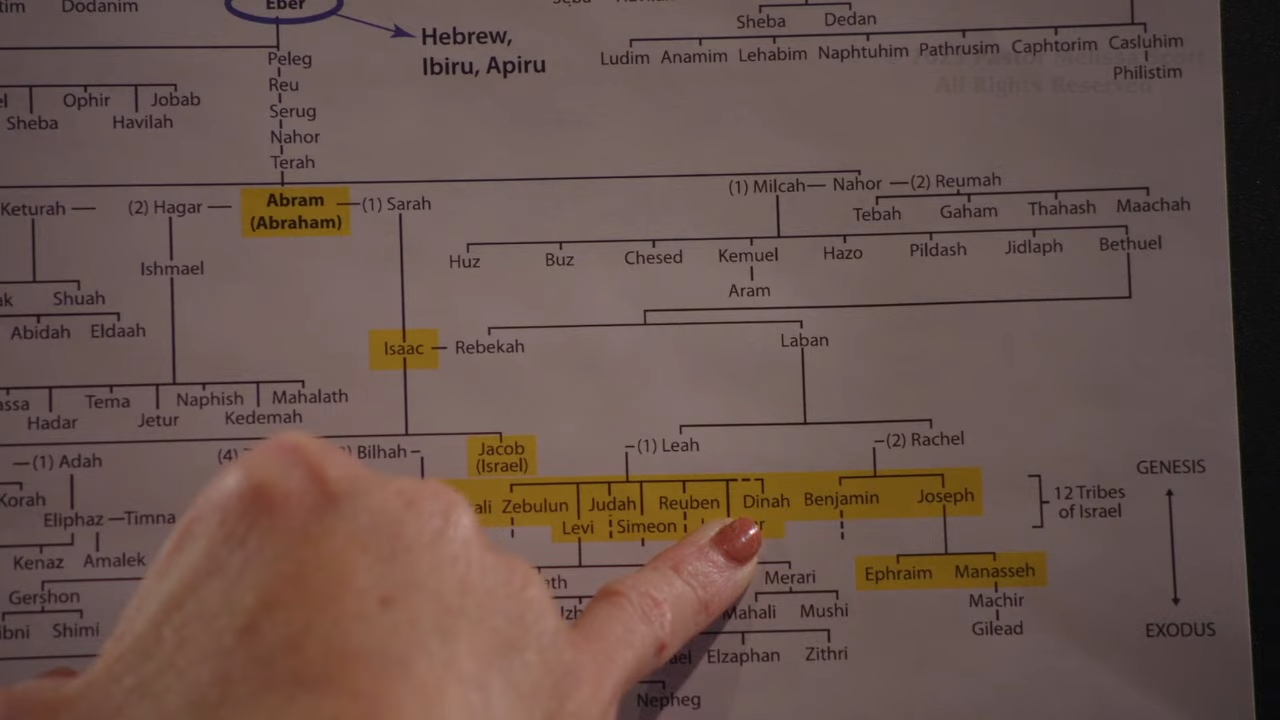 Dodanim
Eber
Hebrew,
Ibiru, Apiru
Sheba Dedan
Ludim Anamim Lehabim Naphtuhim Pathrusim Caphtorim Casluhim
Philistim
All Rights Reserved
Peleg
Reu
Serug
Nahor
Terah
Ophir Jobab
Sheba Havilah
Keturah (2) Hagar Abram (1) Sarah
(Abraham)
(1) Milcah Nahor (2) Reumah
Tebah Gaham Thahash Maachah
Huz Buz Chesed Kemuel Hazo Pildash Jidlaph Bethuel
Aram
Ishmael
Shuah
Abidah Eldaah
Isaac Rebekah Laban
Tema Naphish Mahalath
Hadar Jetur Kedemah
(1) Adah (4) Bilhah Jacob
(Israel)
(1) Leah (2) Rachel
Korah
Eliphaz Timna
Kenaz Amalek
Gershon
Shimi
Zebulun Judah Reuben Dinah Benjamin Joseph
Levi Simeon
12 Tribes
of Israel
GENESIS
EXODUS
Merari Ephraim Manasseh
Mahali Mushi Machir
Gilead
Elzaphan Zithri
Nepheg